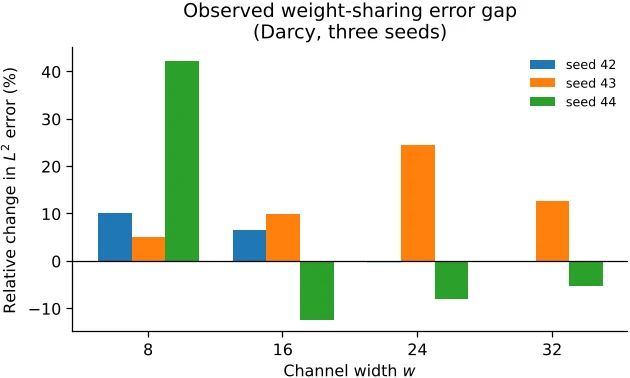 Observed weight-sharing error gap
(Darcy, three seeds)
Relative change in L² error (%)
40
30
20
10
0
−10
seed 42
seed 43
seed 44
8 16 24 32
Channel width w